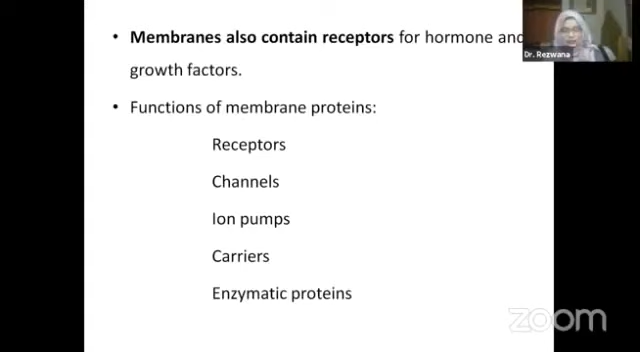 • Membranes also contain receptors for hormone and
growth factors.
• Functions of membrane proteins:
Receptors
Channels
Ion pumps
Carriers
Enzymatic proteins
Dr. Rezwana
zoom